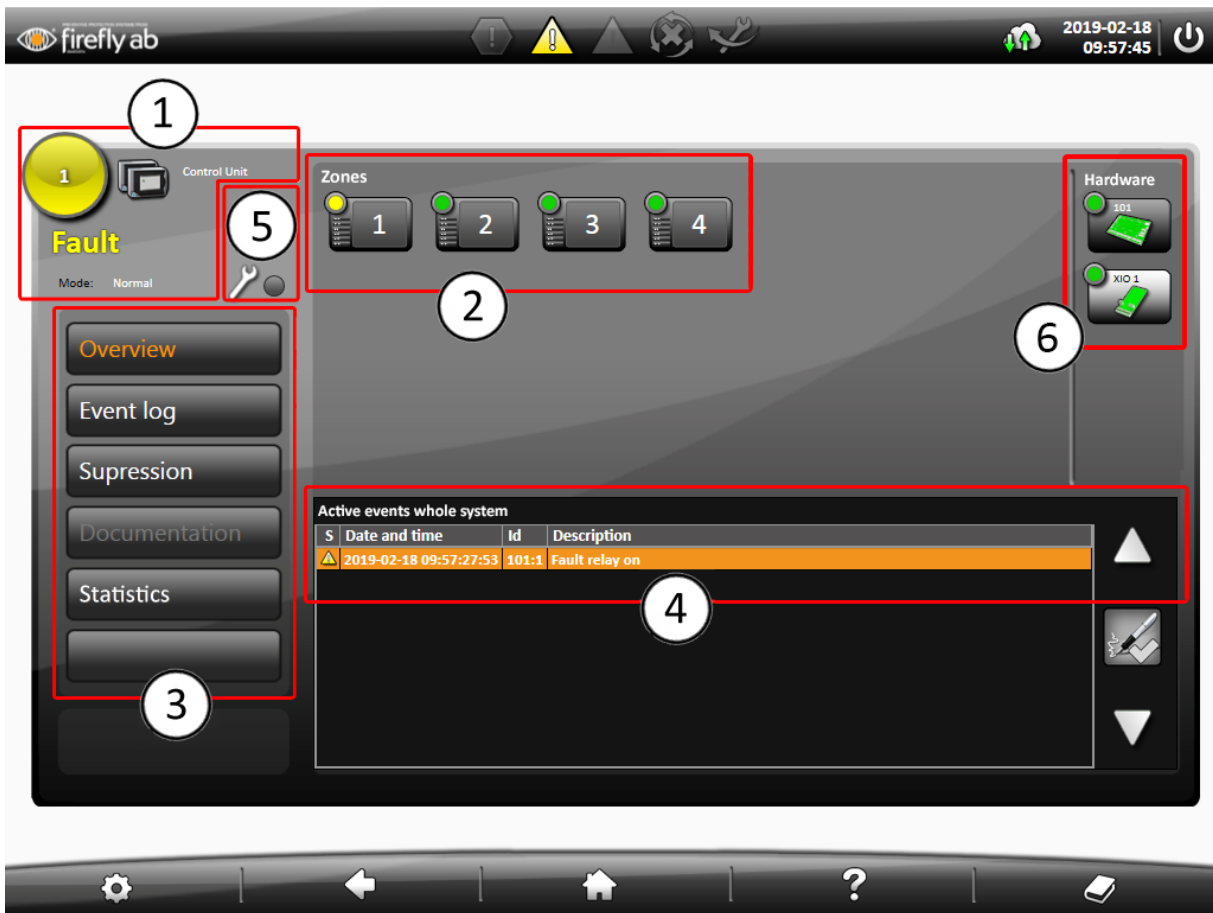 firefly ab
2019-02-18
09:57:45
1
1
Control Unit
Fault
Mode: Normal
5
Zones
1
2
3
4
2
Hardware
101
XIO 1
6
Overview
Event log
Supression
Documentation
Statistics
3
Active events whole system
S Date and time Id Description
2019-02-18 09:57:27:53 101:1 Fault relay on
4
?